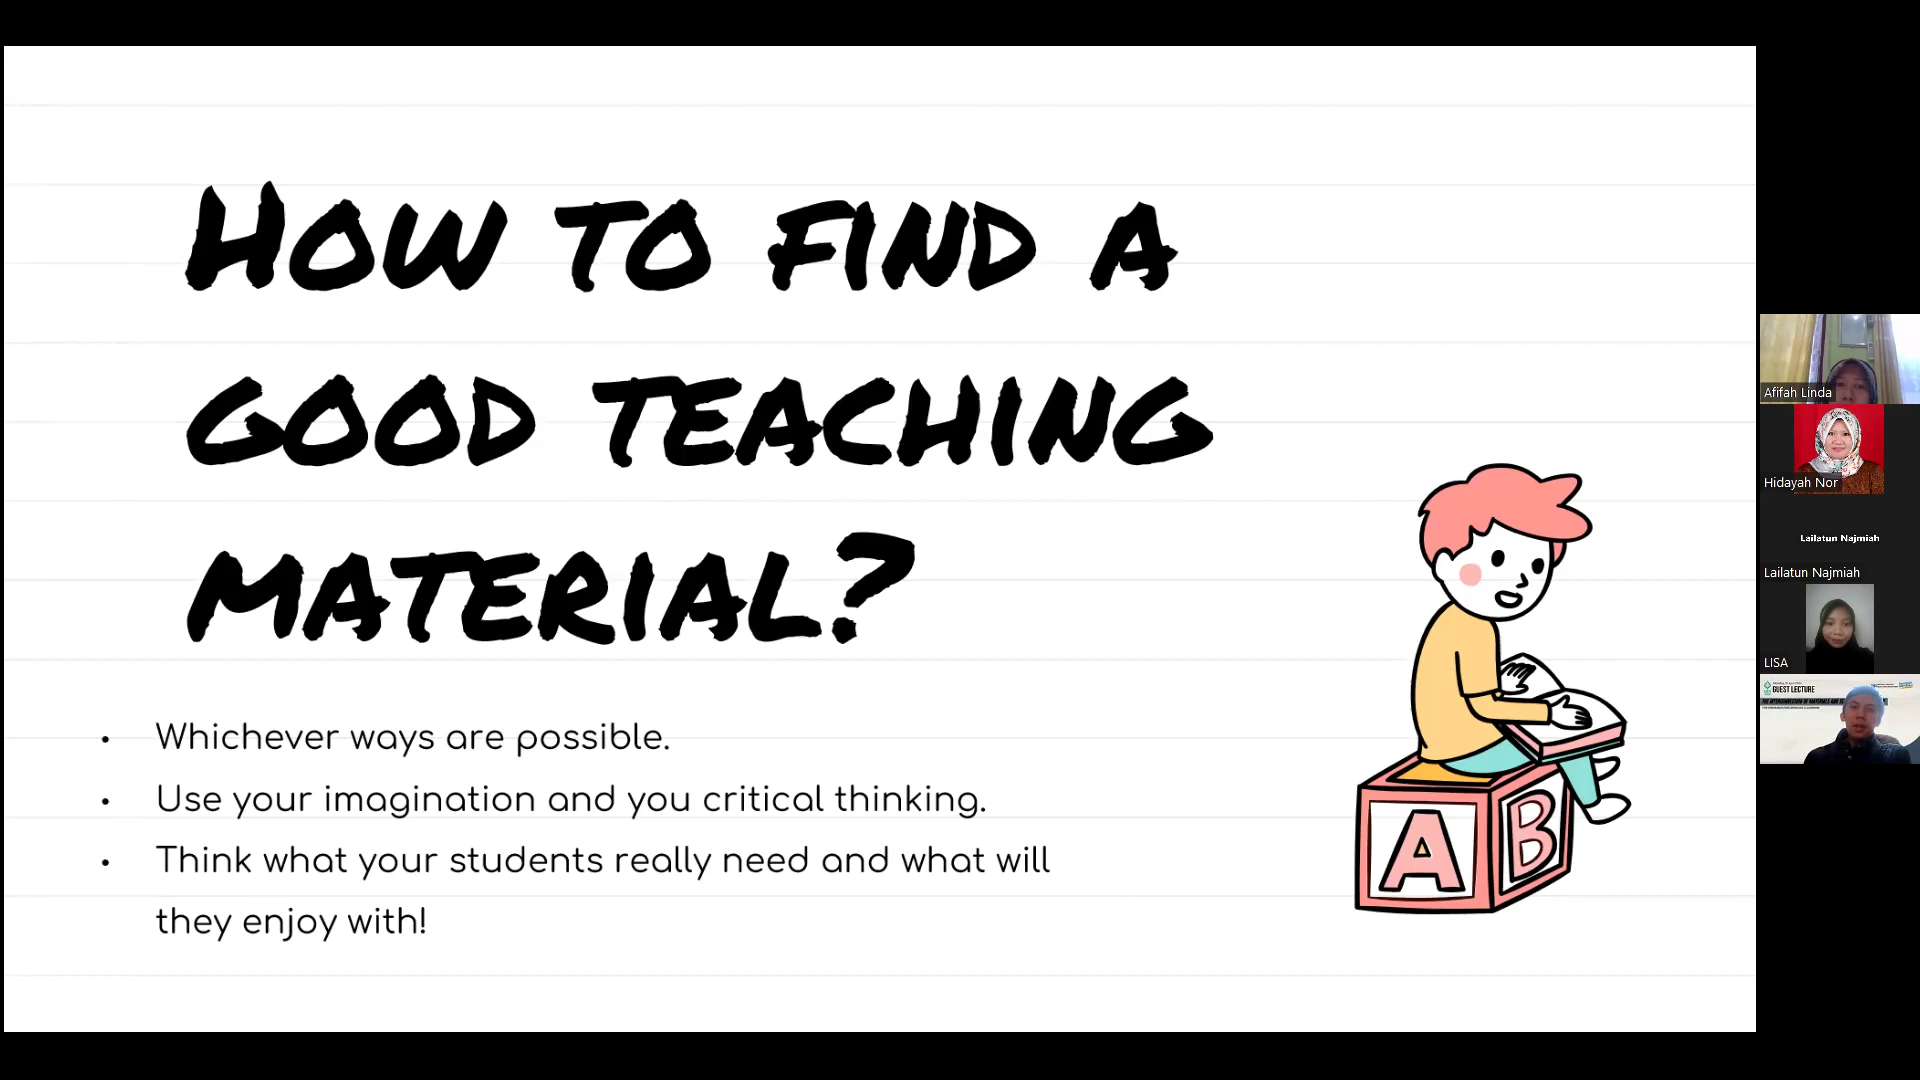 How to find a
good teaching
material?
• Whichever ways are possible.
• Use your imagination and you critical thinking.
• Think what your students really need and what will
they enjoy with!
A B
Afifah Linda
Hidayah Nor
Lailatun Najmiah
Lailatun Najmiah
LISA
GUEST LECTURE